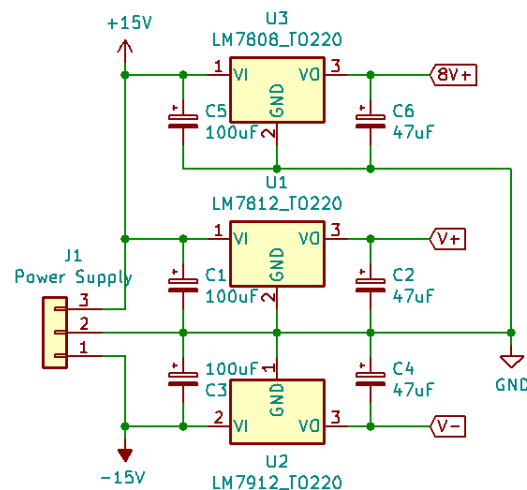 +15V
U3
LM7808_TO220
1
VI
VO
3
GND
2
8V+
C5
100uF
C6
47uF
U1
LM7812_TO220
1
VI
VO
3
GND
2
V+
J1
Power Supply
3
2
1
C1
100uF
C2
47uF
GND
100uF
C3
1
GND
2
VI
VO
3
C4
47uF
V-
-15V
U2
LM7912_TO220